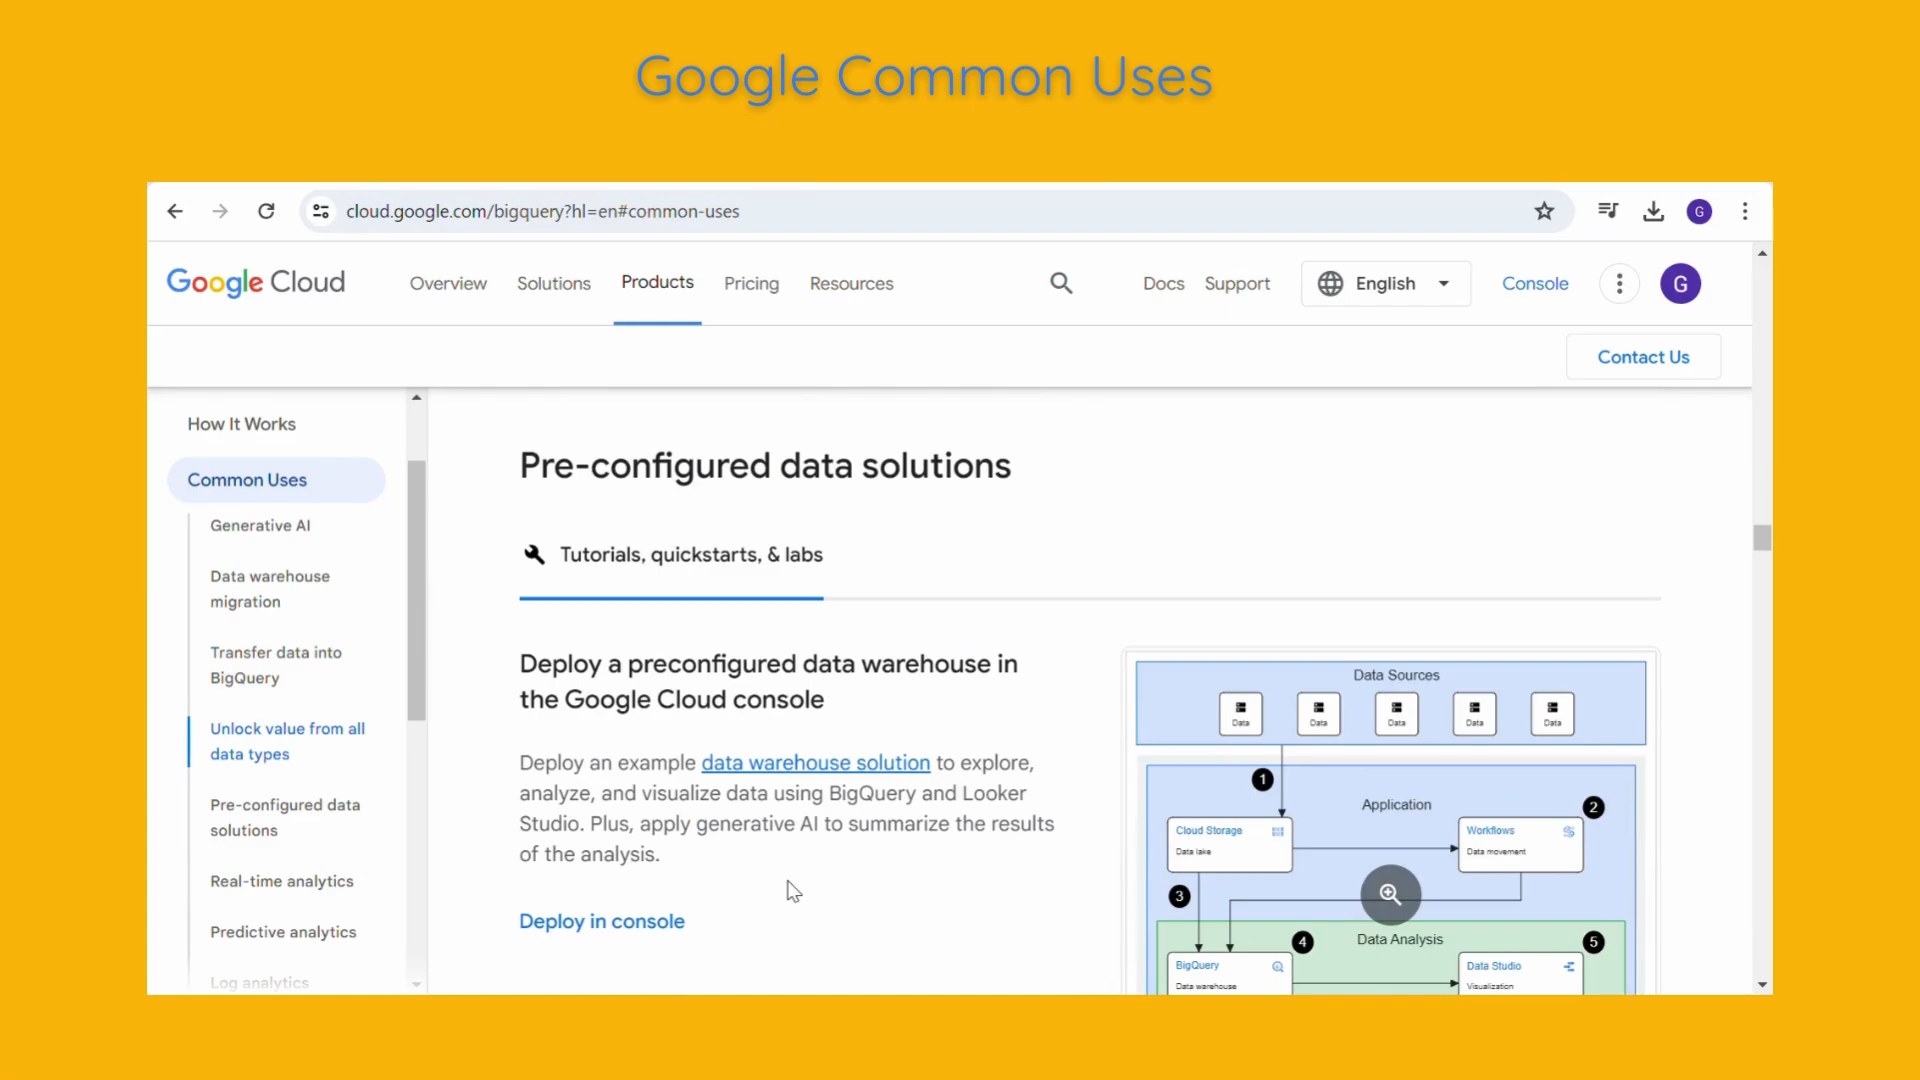 Google Common Uses
cloud.google.com/bigquery?hl=en#common-uses
G
Google Cloud
Overview
Solutions
Products
Pricing
Resources
Docs
Support
English
Console
G
Contact Us
How It Works
Common Uses
Generative AI
Data warehouse
migration
Transfer data into
BigQuery
Unlock value from all
data types
Pre-configured data
solutions
Real-time analytics
Predictive analytics
Log analytics
Pre-configured data solutions
Tutorials, quickstarts, & labs
Deploy a preconfigured data warehouse in
the Google Cloud console
Deploy an example data warehouse solution to explore,
analyze, and visualize data using BigQuery and Looker
Studio. Plus, apply generative AI to summarize the results
of the analysis.
Deploy in console
Data Sources
Data
Data
Data
Data
Data
1
Application
2
Cloud Storage
Data lake
Workflows
Data movement
3
4
Data Analysis
5
BigQuery
Data warehouse
Data Studio
Visualization